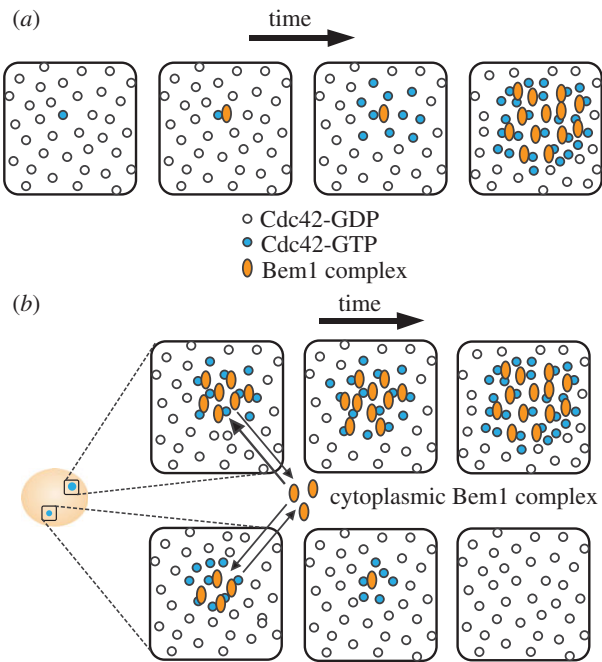 (a)
time
Cdc42-GDP
Cdc42-GTP
Bem1 complex
(b)
time
cytoplasmic Bem1 complex